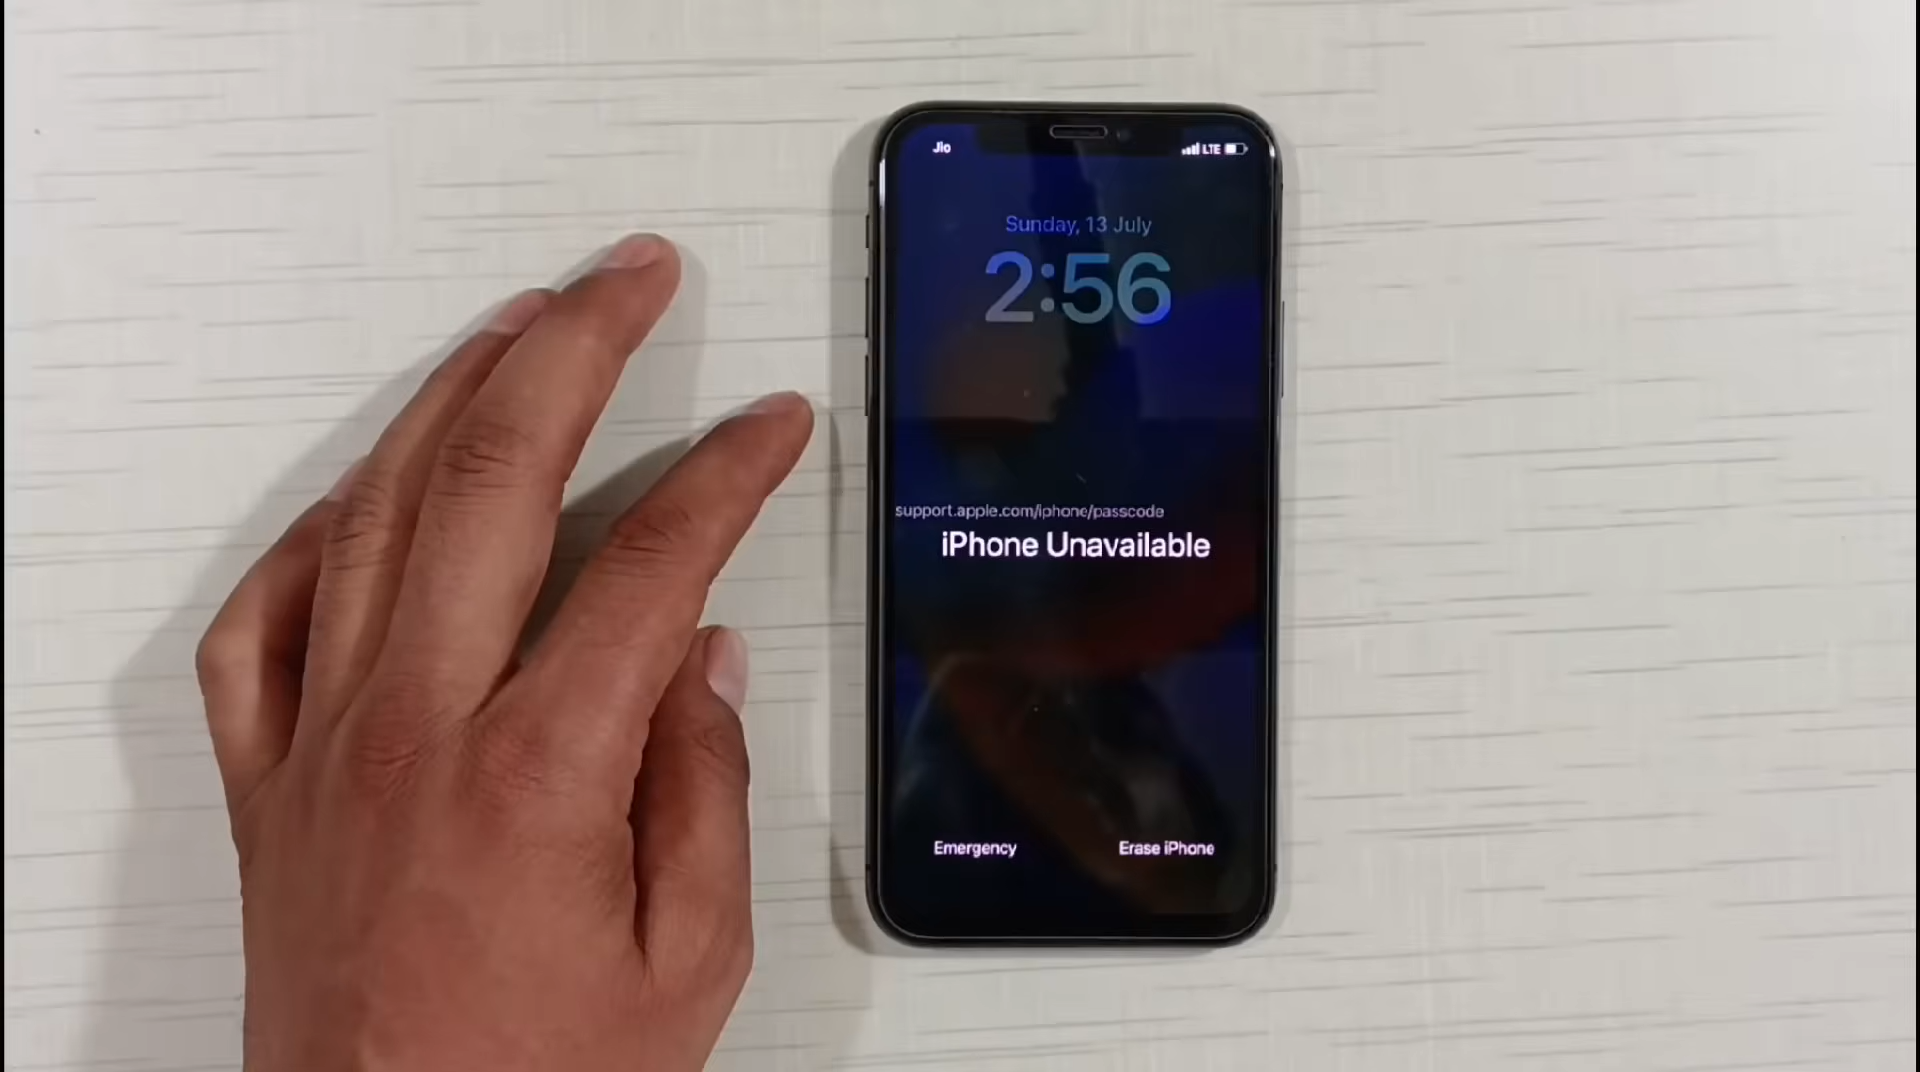 Jio
LTE
Sunday, 13 July
2:56
support.apple.com/iphone/passcode
iPhone Unavailable
Emergency
Erase iPhone